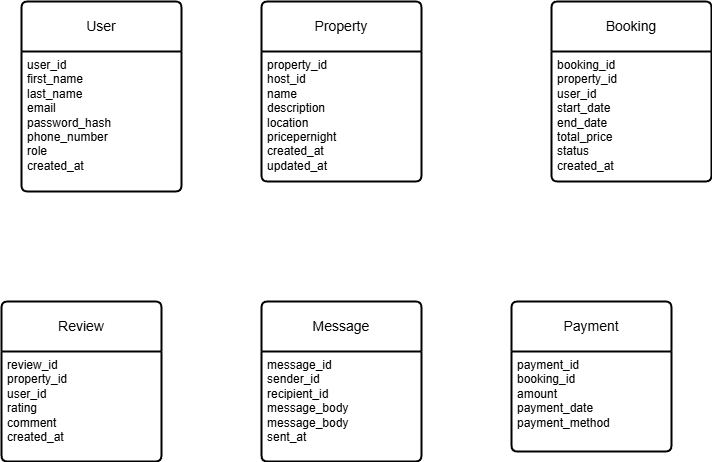 User
user_id
first_name
last_name
email
password_hash
phone_number
role
created_at
Property
property_id
host_id
name
description
location
pricepernight
created_at
updated_at
Booking
booking_id
property_id
user_id
start_date
end_date
total_price
status
created_at
Review
review_id
property_id
user_id
rating
comment
created_at
Message
message_id
sender_id
recipient_id
message_body
message_body
sent_at
Payment
payment_id
booking_id
amount
payment_date
payment_method